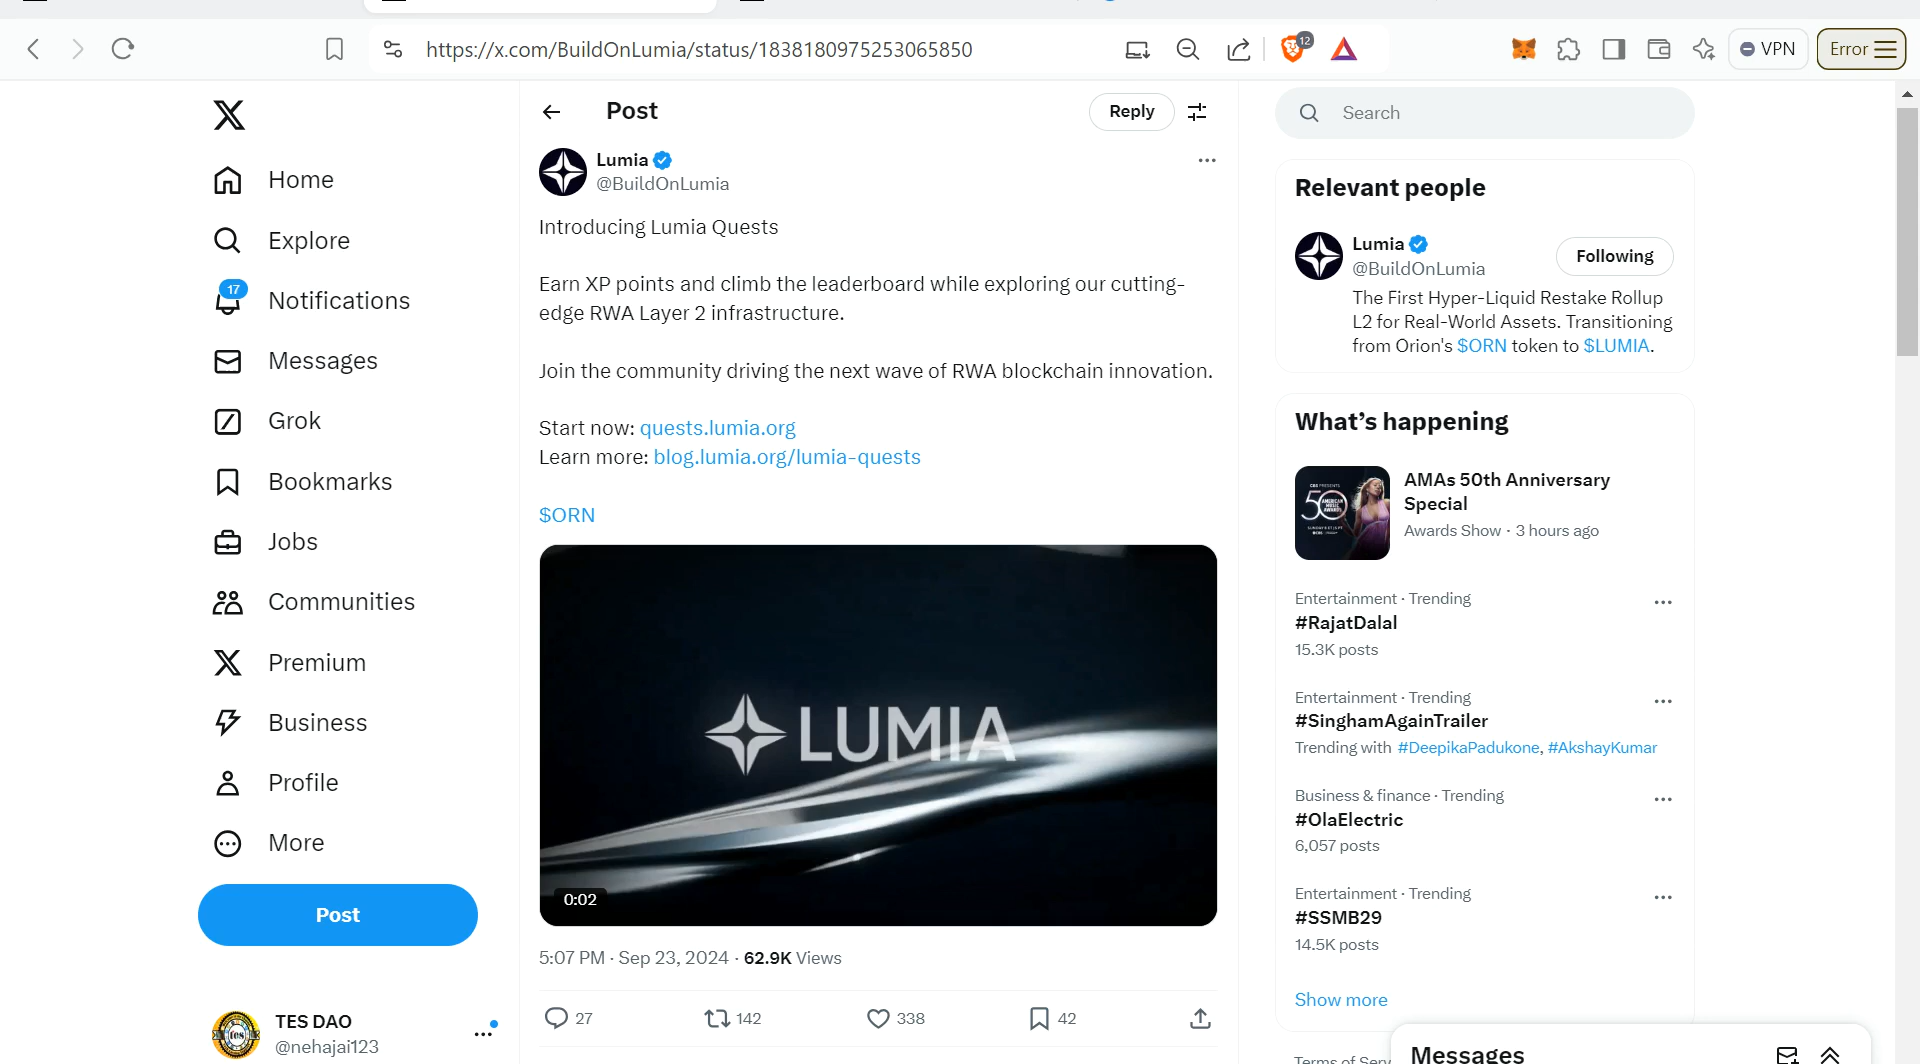 https://x.com/BuildOnLumia/status/1838180975253065850
12
VPN
Error
Home
Explore
17
Notifications
Messages
Grok
Bookmarks
Jobs
Communities
Premium
Business
Profile
More
Post
TES DAO
@nehajai123
Post
Reply
Lumia
@BuildOnLumia
Introducing Lumia Quests
Earn XP points and climb the leaderboard while exploring our cutting-
edge RWA Layer 2 infrastructure.
Join the community driving the next wave of RWA blockchain innovation.
Start now: quests.lumia.org
Learn more: blog.lumia.org/lumia-quests
$ORN
LUMIA
0:02
5:07 PM · Sep 23, 2024 · 62.9K Views
27
142
338
42
Search
Relevant people
Lumia
@BuildOnLumia
Following
The First Hyper-Liquid Restake Rollup
L2 for Real-World Assets. Transitioning
from Orion's $ORN token to $LUMIA.
What's happening
50
AMAs 50th Anniversary
Special
Awards Show · 3 hours ago
Entertainment · Trending
#RajatDalal
15.3K posts
Entertainment · Trending
#SinghamAgainTrailer
Trending with #DeepikaPadukone, #AkshayKumar
Business & finance · Trending
#OlaElectric
6,057 posts
Entertainment · Trending
#SSMB29
14.5K posts
Show more
Terms of Serv
Messages